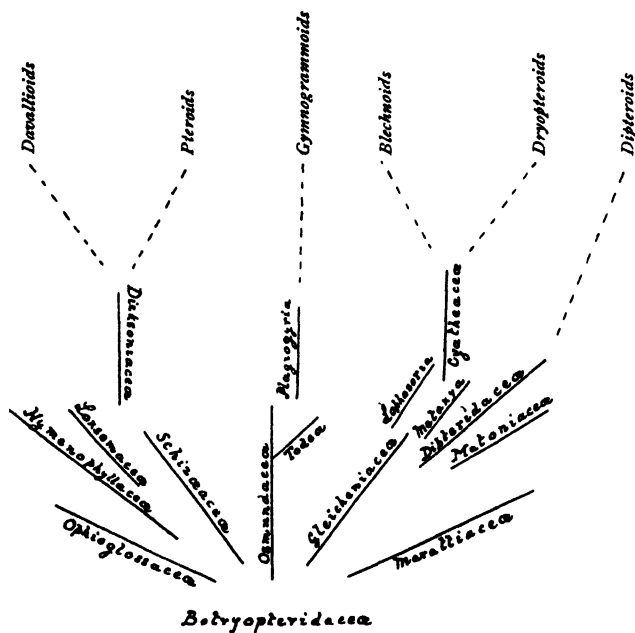 Davallioids
Pteroids
Gymnogrammoids
Blechnoids
Dryopteroids
Dipteroids
Dicksoniaceæ
Plagiogyria
Cyatheaceæ
Lophosoria
Metaxya
Dipteridaceæ
Matoniaceæ
Hymenophyllaceæ
Loxsomaceæ
Schizæaceæ
Osmundaceæ
Todea
Gleicheniaceæ
Ophioglossaceæ
Marattiaceæ
Botryopteridaceæ